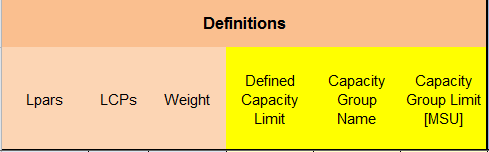 Definitions
Lpars
LCPs
Weight
Defined
Capacity
Limit
Capacity
Group
Name
Capacity
Group Limit
[MSU]